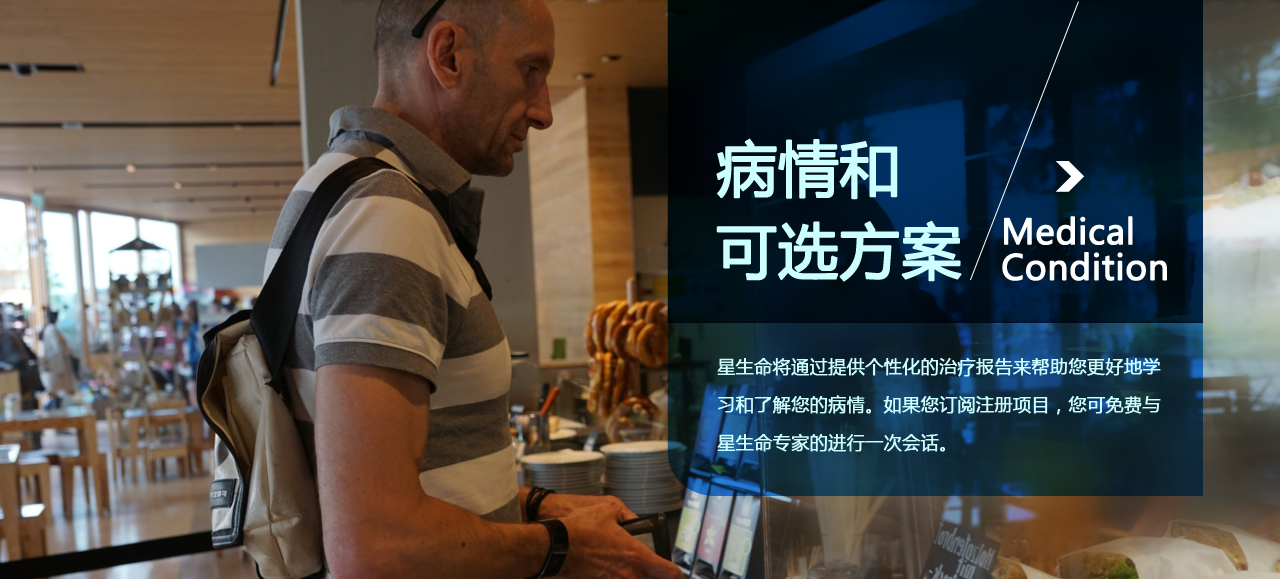 病情和
可选方案
Medical
Condition
星生命将通过提供个性化的治疗报告来帮助您更好地学
习和了解您的病情。如果您订阅注册项目，您可免费与
星生命专家的进行一次会话。